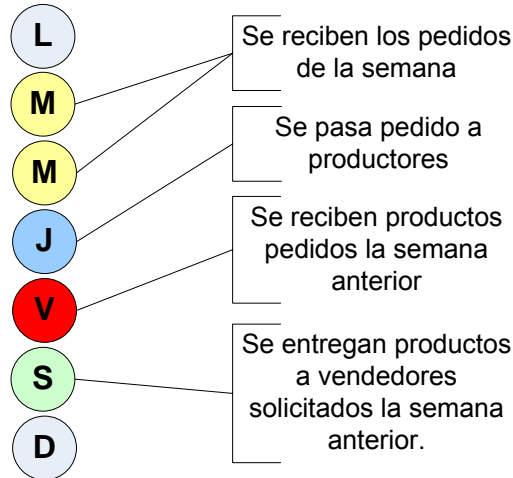 L
M
M
J
V
S
D
Se reciben los pedidos
de la semana
Se pasa pedido a
productores
Se reciben productos
pedidos la semana
anterior
Se entregan productos
a vendedores
solicitados la semana
anterior.